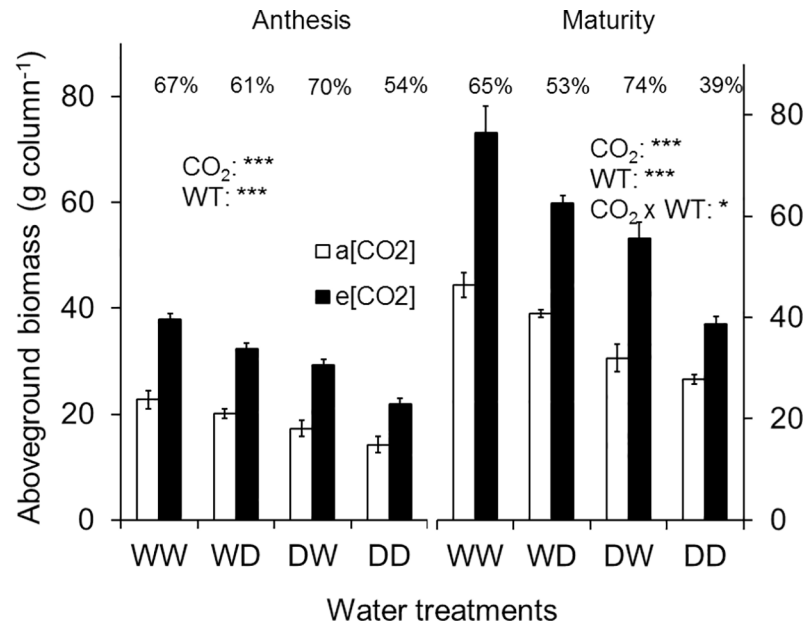 Anthesis
Maturity
67% 61% 70% 54%
65% 53% 74% 39%
CO₂: ***
WT: ***
CO₂: ***
WT: ***
CO₂ x WT: *
a[CO2]
e[CO2]
Aboveground biomass (g column⁻¹)
80
60
40
20
0
80
60
40
20
0
WW WD DW DD
WW WD DW DD
Water treatments